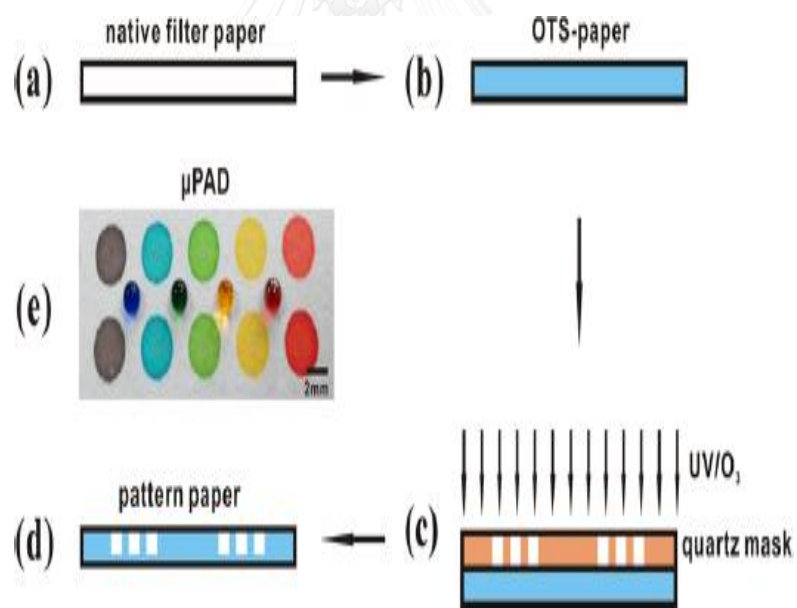 native filter paper
(a)
OTS-paper
(b)
µPAD
(e)
2mm
UV/O₃
quartz mask
(c)
pattern paper
(d)